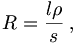 R = \frac{l\rho}{s} ,